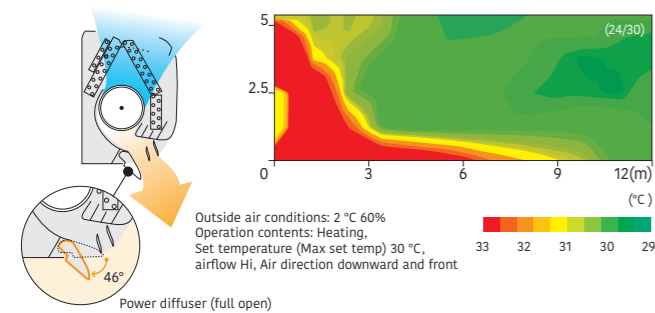 5
(24/30)
2.5
0
3
6
9
12(m)
(°C )
Outside air conditions: 2 °C 60%
Operation contents: Heating,
Set temperature (Max set temp) 30 °C,
airflow Hi, Air direction downward and front
33
32
31
30
29
46°
Power diffuser (full open)